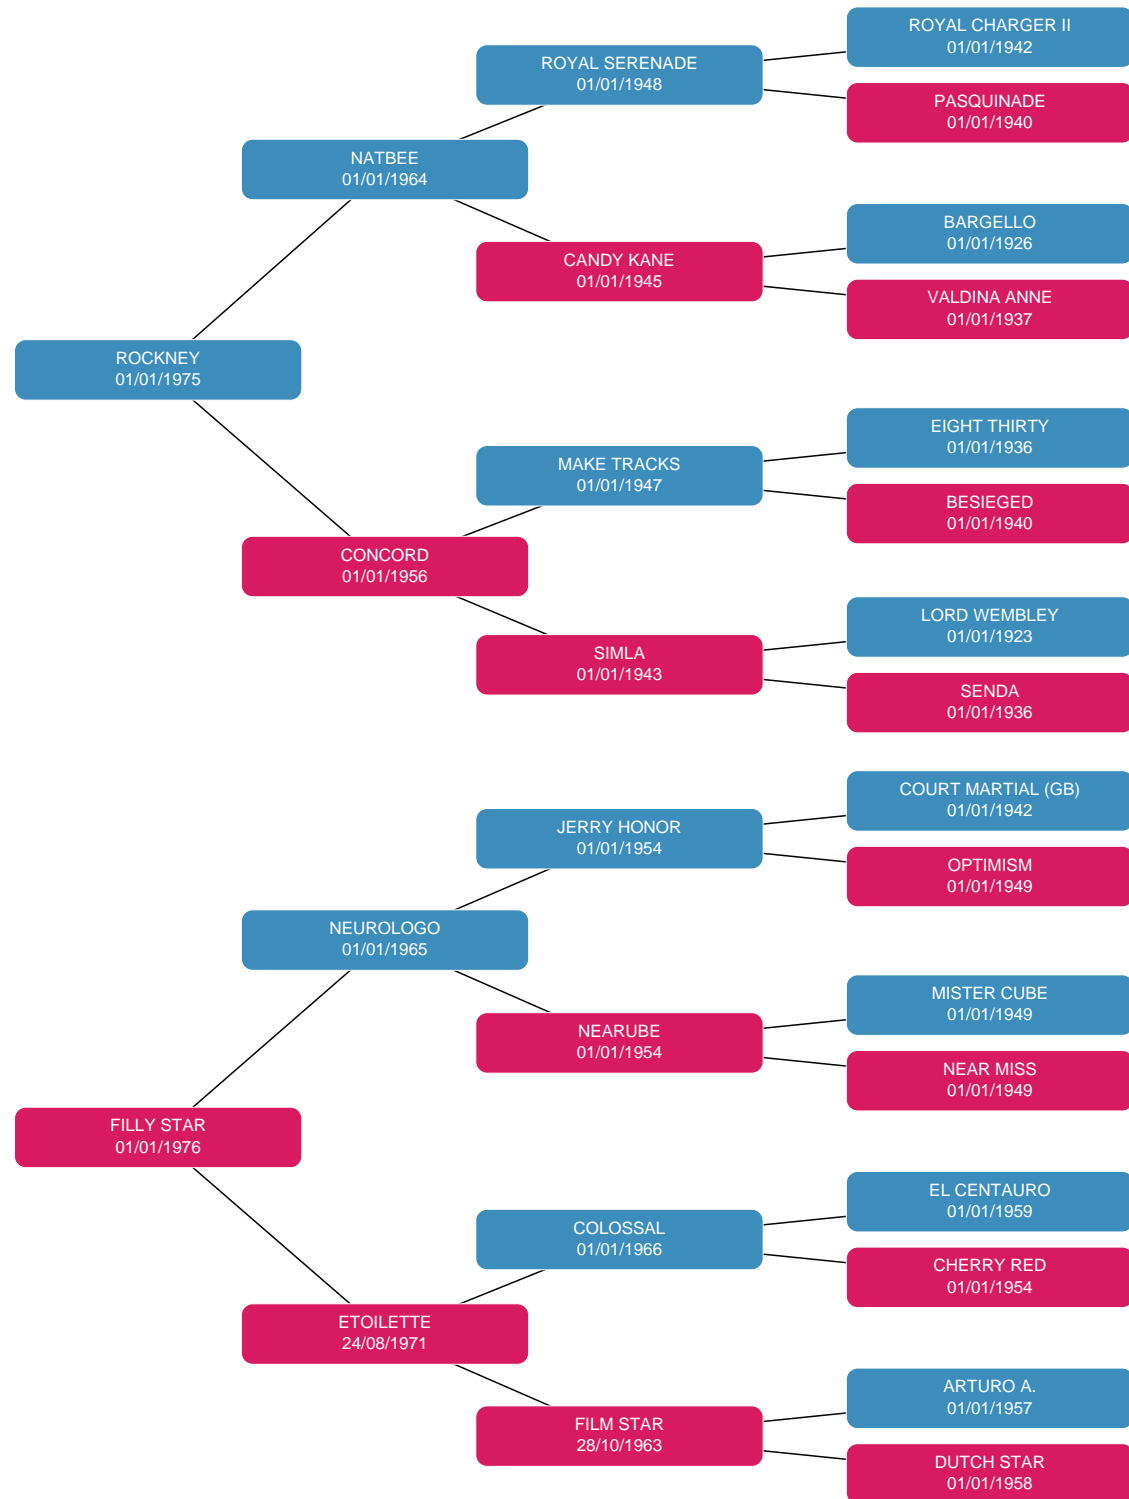 ROYAL CHARGER II
01/01/1942
ROYAL SERENADE
01/01/1948
PASQUINADE
01/01/1940
NATBEE
01/01/1964
BARGELLO
01/01/1926
CANDY KANE
01/01/1945
VALDINA ANNE
01/01/1937
ROCKNEY
01/01/1975
EIGHT THIRTY
01/01/1936
MAKE TRACKS
01/01/1947
BESIEGED
01/01/1940
CONCORD
01/01/1956
LORD WEMBLEY
01/01/1923
SIMLA
01/01/1943
SENDA
01/01/1936
COURT MARTIAL (GB)
01/01/1942
JERRY HONOR
01/01/1954
OPTIMISM
01/01/1949
NEUROLOGO
01/01/1965
MISTER CUBE
01/01/1949
NEARUBE
01/01/1954
NEAR MISS
01/01/1949
FILLY STAR
01/01/1976
EL CENTAURO
01/01/1959
COLOSSAL
01/01/1966
CHERRY RED
01/01/1954
ETOILETTE
24/08/1971
ARTURO A.
01/01/1957
FILM STAR
28/10/1963
DUTCH STAR
01/01/1958